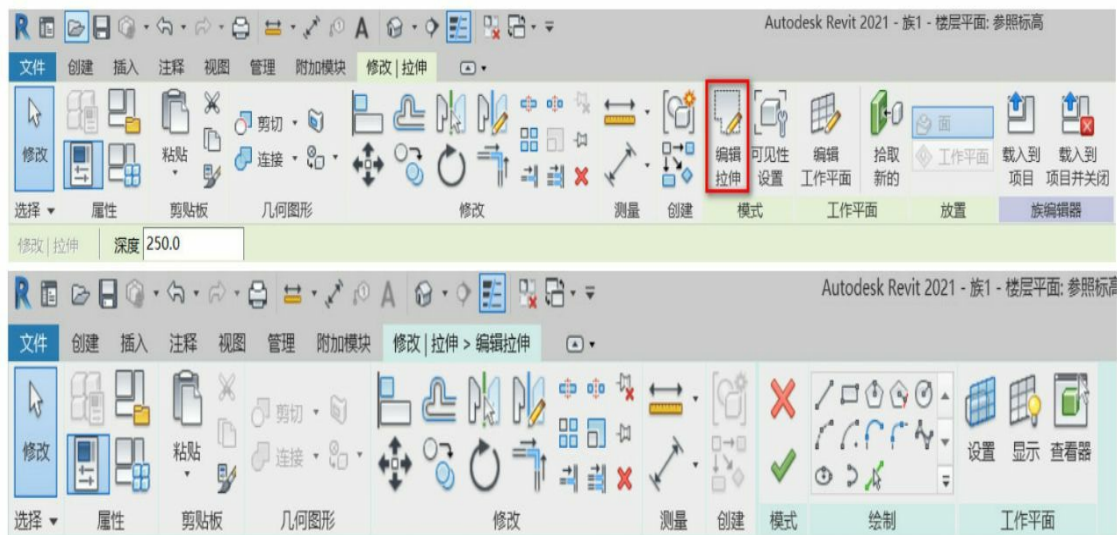 Autodesk Revit 2021 - 族1 - 楼层平面: 参照标高
文件 创建 插入 注释 视图 管理 附加模块 修改 | 拉伸
修改 粘贴 剪切 连接 编辑拉伸 可见性设置 编辑工作平面 拾取新的 面 工作平面 载入到项目 载入到项目并关闭
选择 属性 剪贴板 几何图形 修改 测量 创建 模式 工作平面 放置 族编辑器
修改 | 拉伸 深度 250.0
Autodesk Revit 2021 - 族1 - 楼层平面: 参照标高
文件 创建 插入 注释 视图 管理 附加模块 修改 | 拉伸 > 编辑拉伸
修改 粘贴 剪切 连接 设置 显示 查看器
选择 属性 剪贴板 几何图形 修改 测量 创建 模式 绘制 工作平面